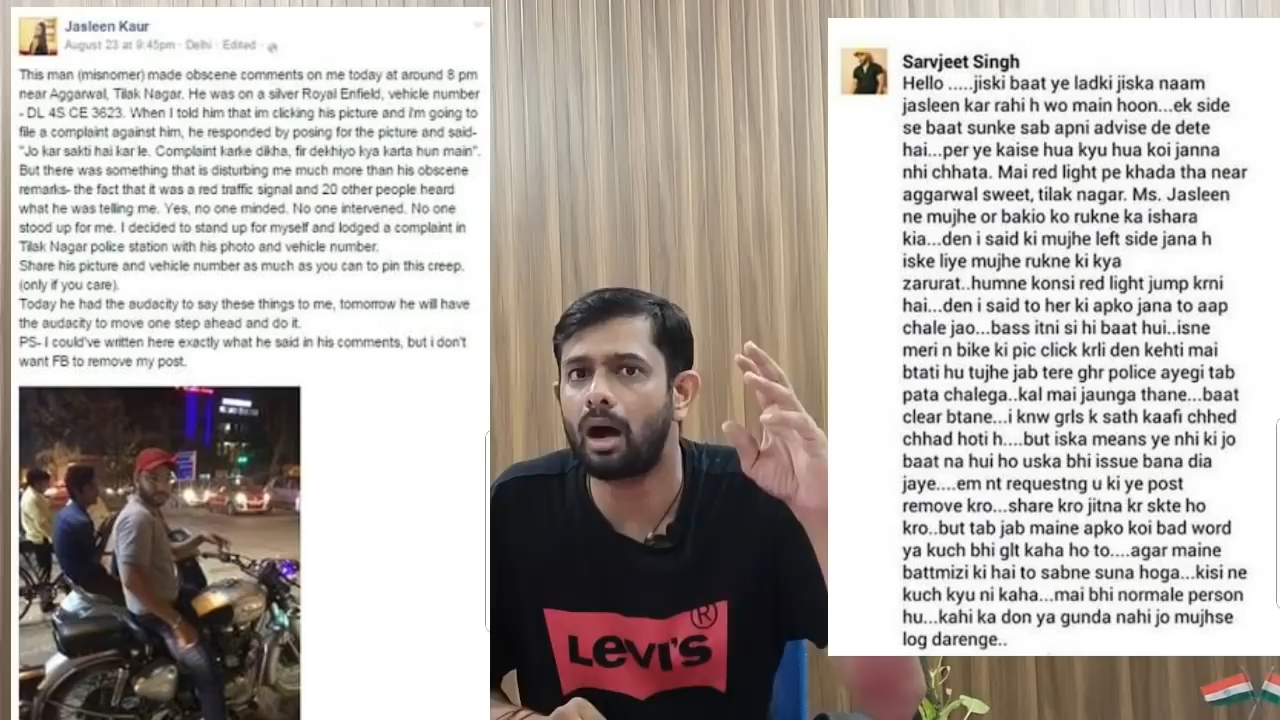 Jasleen Kaur
August 23 at 9:45pm · Delhi · Edited ·
This man (misnomer) made obscene comments on me today at around 8 pm
near Aggarwal, Tilak Nagar. He was on a silver Royal Enfield, vehicle number
- DL 4S CE 3623. When I told him that im clicking his picture and i'm going to
file a complaint against him, he responded by posing for the picture and said-
"Jo kar sakti hai kar le. Complaint karke dikha, fir dekhiyo kya karta hun main".
But there was something that is disturbing me much more than his obscene
remarks- the fact that it was a red traffic signal and 20 other people heard
what he was telling me. Yes, no one minded. No one intervened. No one
stood up for me. I decided to stand up for myself and lodged a complaint in
Tilak Nagar police station with his photo and vehicle number.
Share his picture and vehicle number as much as you can to pin this creep.
(only if you care).
Today he had the audacity to say these things to me, tomorrow he will have
the audacity to move one step ahead and do it.
PS- I could've written here exactly what he said in his comments, but i don't
want FB to remove my post.
LEVI'S ®
Sarvjeet Singh
Hello .....jiski baat ye ladki jiska naam
jasleen kar rahi h wo main hoon...ek side
se baat sunke sab apni advise de dete
hai...per ye kaise hua kyu hua koi janna
nhi chhata. Mai red light pe khada tha near
aggarwal sweet, tilak nagar. Ms. Jasleen
ne mujhe or bakio ko rukne ka ishara
kia...den i said ki mujhe left side jana h
iske liye mujhe rukne ki kya
zarurat..humne konsi red light jump krni
hai...den i said to her ki apko jana to aap
chale jao...bass itni si hi baat hui..isne
meri n bike ki pic click krli den kehti mai
btati hu tujhe jab tere ghr police ayegi tab
pata chalega..kal mai jaunga thane...baat
clear btane...i knw grls k sath kaafi chhed
chhad hoti h....but iska means ye nhi ki jo
baat na hui ho uska bhi issue bana dia
jaye....em nt requestng u ki ye post
remove kro...share kro jitna kr skte ho
kro..but tab jab maine apko koi bad word
ya kuch bhi glt kaha ho to....agar maine
battmizi ki hai to sabne suna hoga...kisi ne
kuch kyu ni kaha...mai bhi normale person
hu...kahi ka don ya gunda nahi jo mujhse
log darenge..